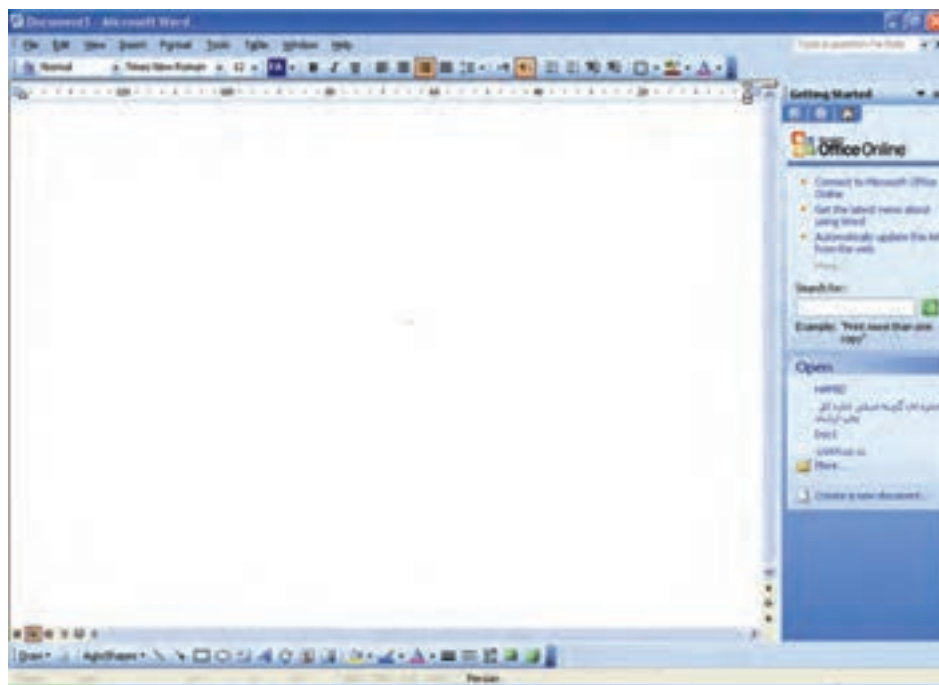 Document1 - Microsoft Word
File Edit View Insert Format Tools Table Window Help
Type a question for help
Normal Times New Roman 12 FA B I U
Getting Started
Office Online
Connect to Microsoft Office Online
Get the latest news about using Word
Automatically update this list from the web
More...
Search for:
Example: "Print more than one copy"
Open
Doc1
More...
Create a new document...
Draw AutoShapes
Persian